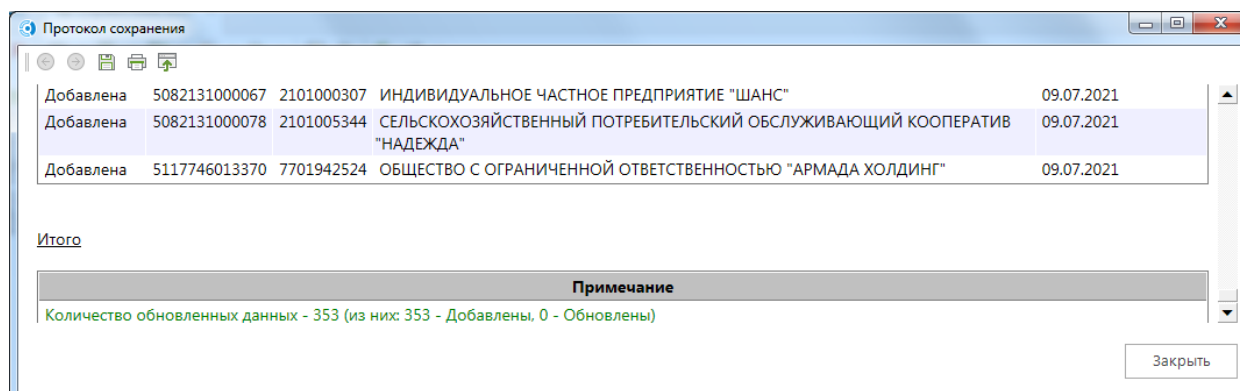 Протокол сохранения
Добавлена 5082131000067 2101000307 ИНДИВИДУАЛЬНОЕ ЧАСТНОЕ ПРЕДПРИЯТИЕ "ШАНС" 09.07.2021
Добавлена 5082131000078 2101005344 СЕЛЬСКОХОЗЯЙСТВЕННЫЙ ПОТРЕБИТЕЛЬСКИЙ ОБСЛУЖИВАЮЩИЙ КООПЕРАТИВ 09.07.2021
"НАДЕЖДА"
Добавлена 5117746013370 7701942524 ОБЩЕСТВО С ОГРАНИЧЕННОЙ ОТВЕТСТВЕННОСТЬЮ "АРМАДА ХОЛДИНГ" 09.07.2021
Итого
Примечание
Количество обновленных данных - 353 (из них: 353 - Добавлены, 0 - Обновлены)
Закрыть